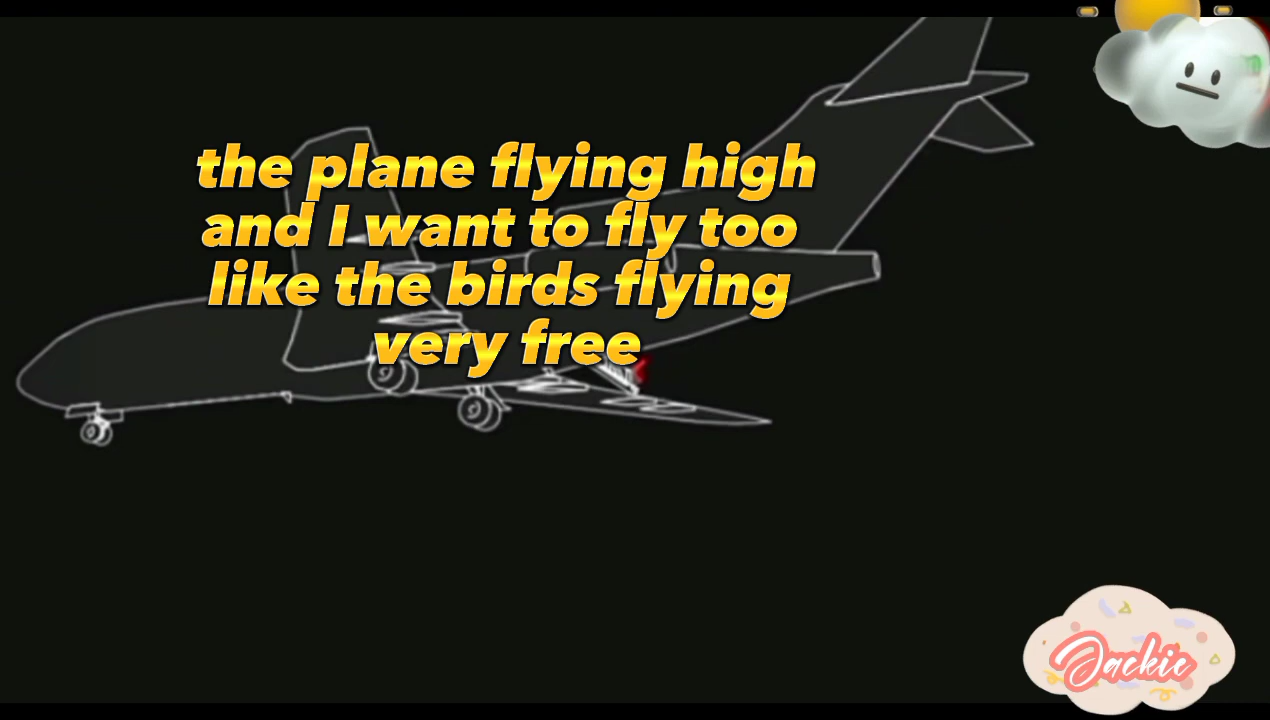 the plane flying high
and I want to fly too
like the birds flying
very free
Jackie